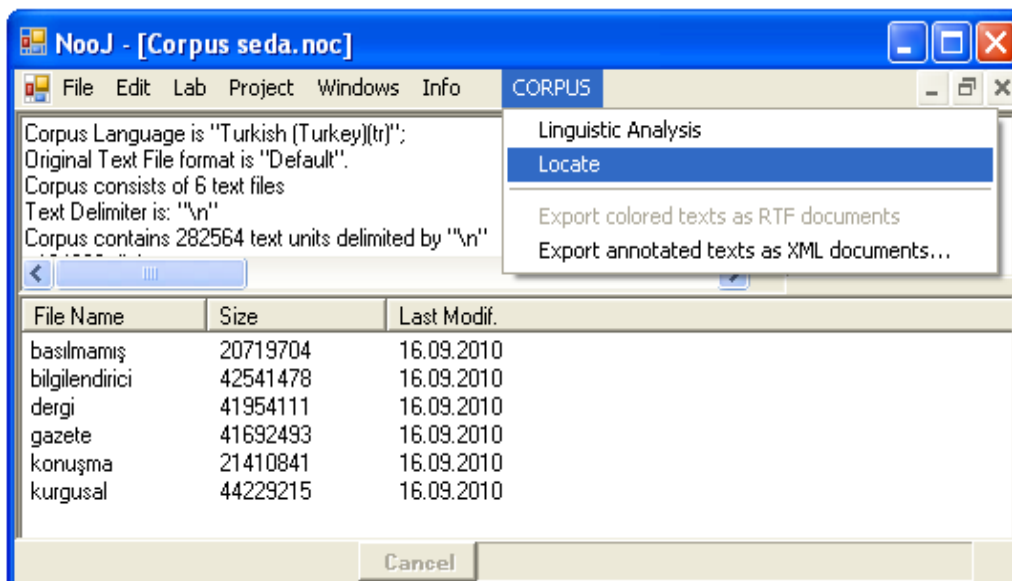 NooJ - [Corpus seda.noc]
File Edit Lab Project Windows Info CORPUS
Linguistic Analysis
Locate
Export colored texts as RTF documents
Export annotated texts as XML documents...
Corpus Language is "Turkish (Turkey)(tr)";
Original Text File format is "Default".
Corpus consists of 6 text files
Text Delimiter is: "\n"
Corpus contains 282564 text units delimited by "\n"
File Name Size Last Modif.
basılmamış 20719704 16.09.2010
bilgilendirici 42541478 16.09.2010
dergi 41954111 16.09.2010
gazete 41692493 16.09.2010
konuşma 21410841 16.09.2010
kurgusal 44229215 16.09.2010
Cancel